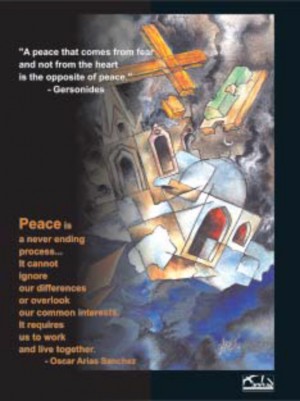 "A peace that comes from fear
and not from the heart
is the opposite of peace."
- Gersonides
Peace is
a never ending
process...
It cannot
ignore
our differences
or overlook
our common interests.
It requires
us to work
and live together.
- Oscar Arias Sanchez